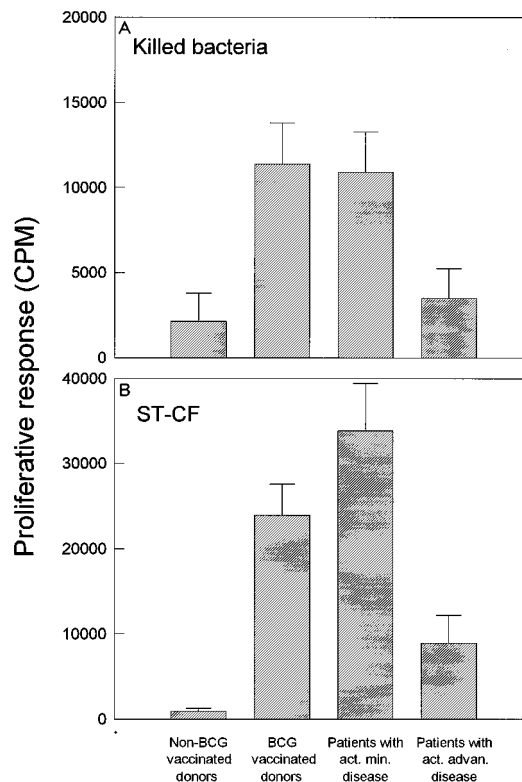 Proliferative response (CPM)
A
Killed bacteria
20000
15000
10000
5000
0
B
ST-CF
40000
30000
20000
10000
0
Non-BCG vaccinated donors
BCG vaccinated donors
Patients with act. min. disease
Patients with act. advan. disease